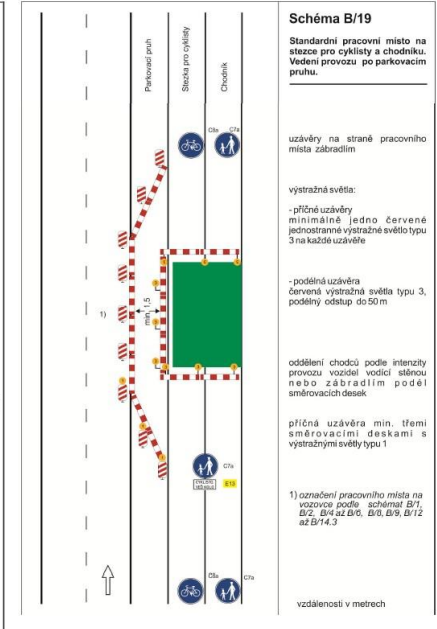 Schéma B/19
Standardní pracovní místo na
stezce pro cyklisty a chodníku.
Vedení provozu po parkovacím
pruhu.
Parkovací pruh
Stezka pro cyklisty
Chodník
C8a
C7a
uzávěry na straně pracovního
místa zábradlím
výstražná světla:
- příčné uzávěry
minimálně jedno červené
jednostranné výstražné světlo typu
3 na každé uzávěře
- podélná uzávěra
červená výstražná světla typu 3,
podélný odstup do 50 m
1)
min. 1,5
oddělení chodců podle intenzity
provozu vozidel vodící stěnou
nebo zábradlím podél
směrovacích desek
příčná uzávěra min. třemi
směrovacími deskami s
výstražnými světly typu 1
C7a
E13
1) označení pracovního místa na
vozovce podle schémat B/1,
B/2, B/4 až B/6, B/8, B/9, B/12
až B/14.3
C8a
C7a
vzdálenosti v metrech